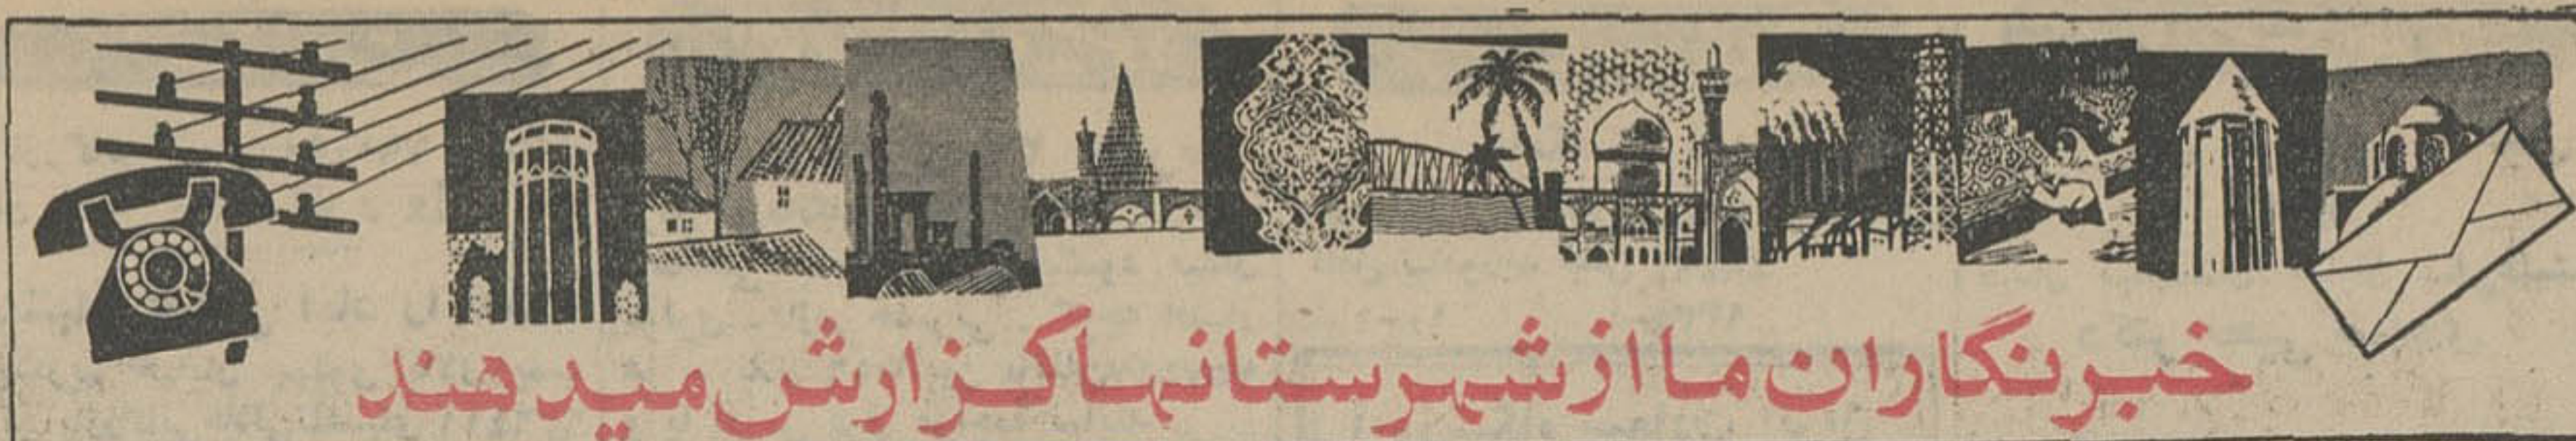 خبرنگاران ما از شهرستانها گزارش میدهند